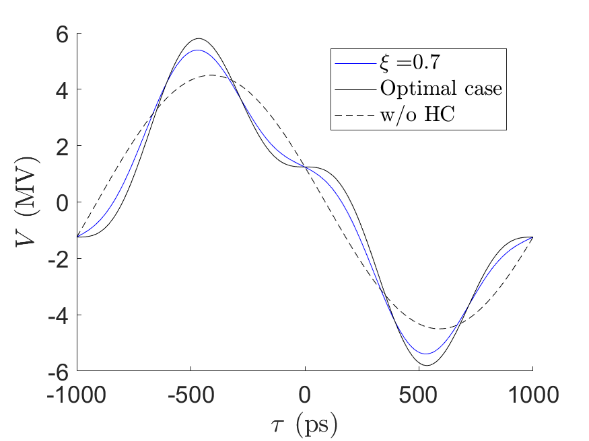 6
4
2
0
-2
-4
-6
V (MV)
ξ =0.7
Optimal case
w/o HC
-1000 -500 0 500 1000
τ (ps)